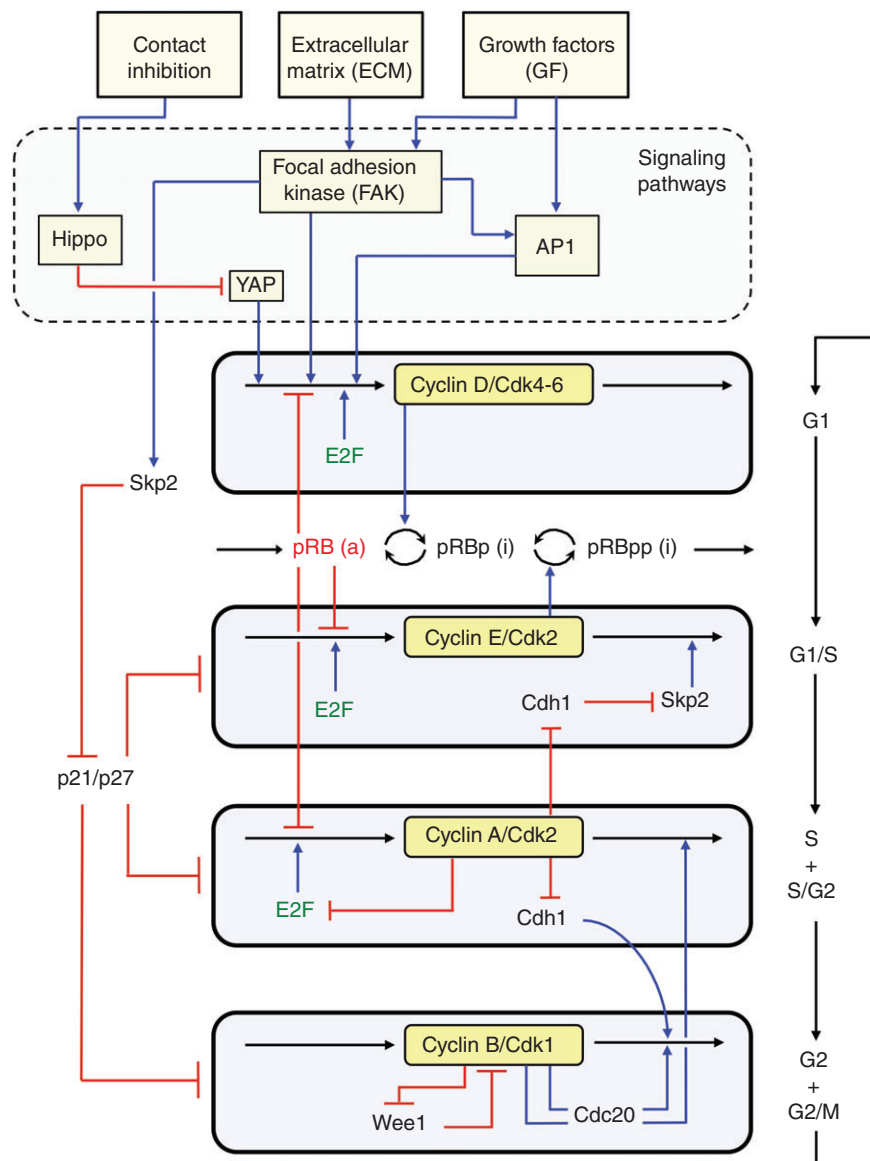 Contact
inhibition
Extracellular
matrix (ECM)
Growth factors
(GF)
Signaling
pathways
Focal adhesion
kinase (FAK)
Hippo
AP1
YAP
Cyclin D/Cdk4-6
G1
E2F
Skp2
pRB (a)
pRBp (i)
pRBpp (i)
Cyclin E/Cdk2
G1/S
E2F
Cdh1
Skp2
p21/p27
Cyclin A/Cdk2
S
+
S/G2
E2F
Cdh1
Cyclin B/Cdk1
G2
+
G2/M
Wee1
Cdc20